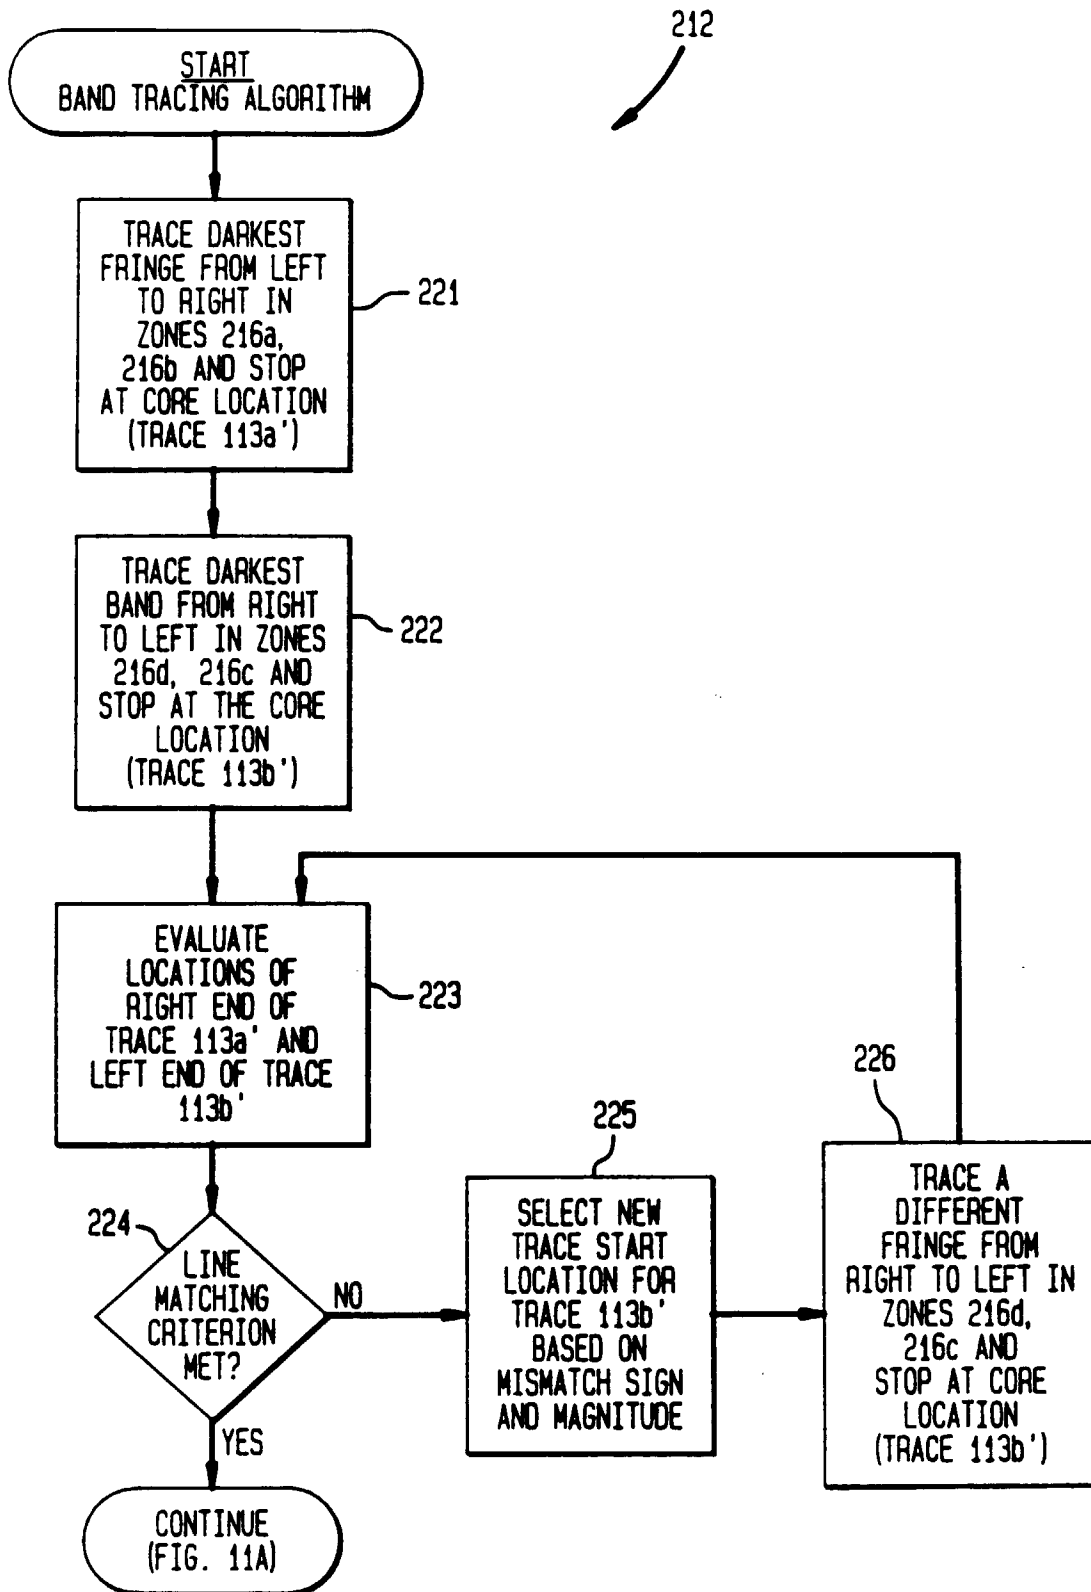 212
START
BAND TRACING ALGORITHM
TRACE DARKEST
FRINGE FROM LEFT
TO RIGHT IN
ZONES 216a,
216b AND STOP
AT CORE LOCATION
(TRACE 113a')
221
TRACE DARKEST
BAND FROM RIGHT
TO LEFT IN ZONES
216d, 216c AND
STOP AT THE CORE
LOCATION
(TRACE 113b')
222
EVALUATE
LOCATIONS OF
RIGHT END OF
TRACE 113a' AND
LEFT END OF TRACE
113b'
223
224
LINE
MATCHING
CRITERION
MET?
NO
YES
225
SELECT NEW
TRACE START
LOCATION FOR
TRACE 113b'
BASED ON
MISMATCH SIGN
AND MAGNITUDE
226
TRACE A
DIFFERENT
FRINGE FROM
RIGHT TO LEFT IN
ZONES 216d,
216c AND
STOP AT CORE
LOCATION
(TRACE 113b')
CONTINUE
(FIG. 11A)